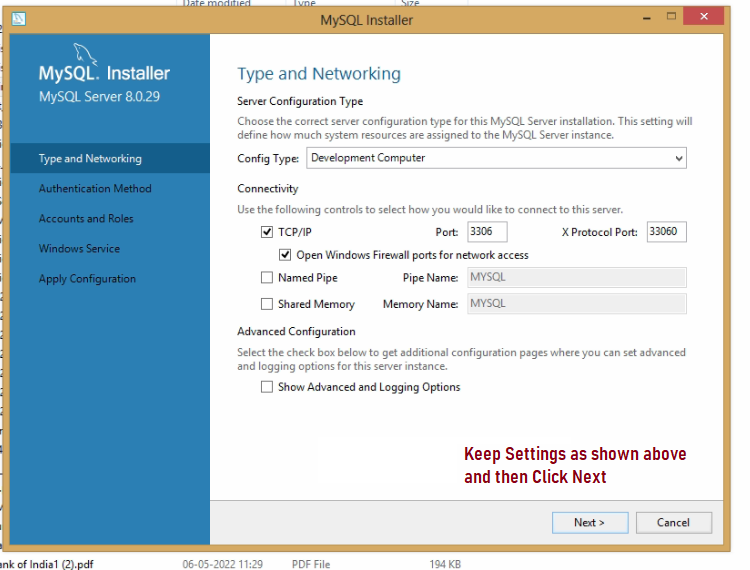 Date modified Type Size
MySQL Installer
MySQL. Installer
MySQL Server 8.0.29
Type and Networking
Authentication Method
Accounts and Roles
Windows Service
Apply Configuration
Type and Networking
Server Configuration Type
Choose the correct server configuration type for this MySQL Server installation. This setting will
define how much system resources are assigned to the MySQL Server instance.
Config Type: Development Computer
Connectivity
Use the following controls to select how you would like to connect to this server.
TCP/IP Port: 3306 X Protocol Port: 33060
Open Windows Firewall ports for network access
Named Pipe Pipe Name: MYSQL
Shared Memory Memory Name: MYSQL
Advanced Configuration
Select the check box below to get additional configuration pages where you can set advanced
and logging options for this server instance.
Show Advanced and Logging Options
Keep Settings as shown above
and then Click Next
Next > Cancel
ank of India1 (2).pdf 06-05-2022 11:29 PDF File 194 KB